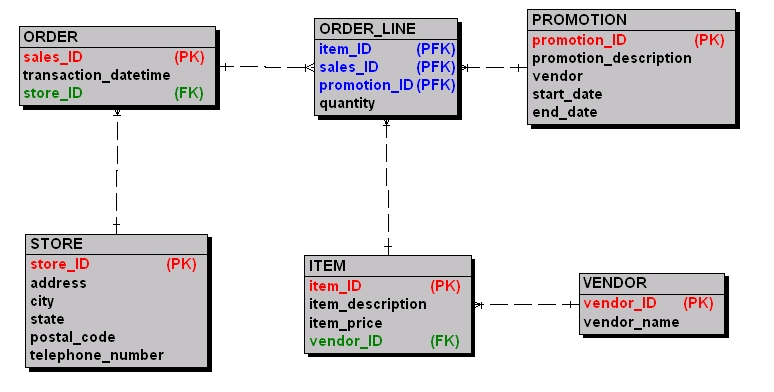 ORDER
sales_ID (PK)
transaction_datetime
store_ID (FK)
ORDER_LINE
item_ID (PFK)
sales_ID (PFK)
promotion_ID (PFK)
quantity
PROMOTION
promotion_ID (PK)
promotion_description
vendor
start_date
end_date
STORE
store_ID (PK)
address
city
state
postal_code
telephone_number
ITEM
item_ID (PK)
item_description
item_price
vendor_ID (FK)
VENDOR
vendor_ID (PK)
vendor_name